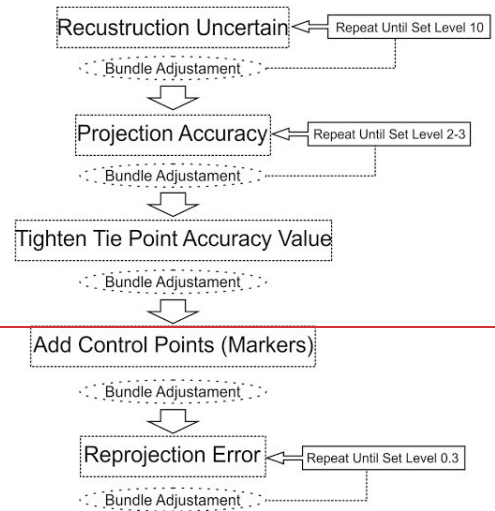 Recustruction Uncertain
Repeat Until Set Level 10
Bundle Adjustament
Projection Accuracy
Repeat Until Set Level 2-3
Bundle Adjustament
Tighten Tie Point Accuracy Value
Bundle Adjustament
Add Control Points (Markers)
Bundle Adjustament
Reprojection Error
Repeat Until Set Level 0.3
Bundle Adjustament